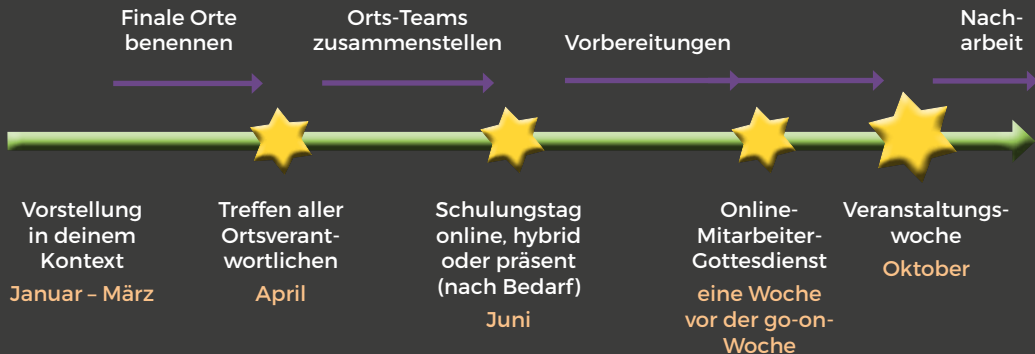 Finale Orte
benennen
Orts-Teams
zusammenstellen
Vorbereitungen
Nach-
arbeit
Vorstellung
in deinem
Kontext
Januar – März
Treffen aller
Ortsverant-
wortlichen
April
Schulungstag
online, hybrid
oder präsent
(nach Bedarf)
Juni
Online-
Mitarbeiter-
Gottesdienst
eine Woche
vor der go-on-
Woche
Veranstaltungs-
woche
Oktober